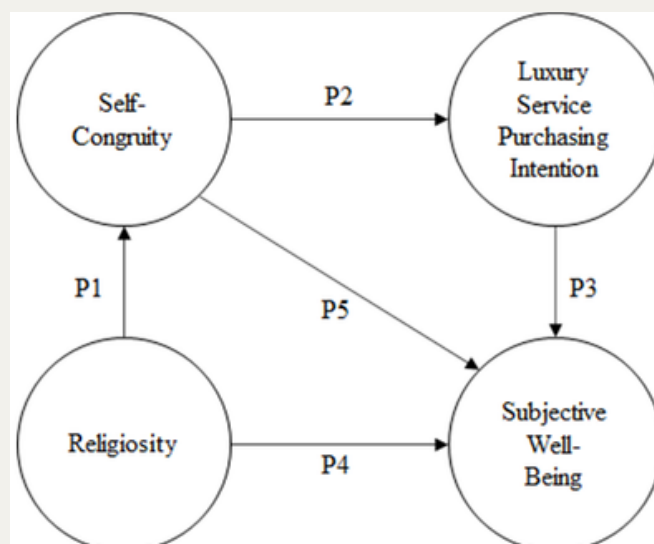 Self-
Congruity
P2
Luxury
Service
Purchasing
Intention
P1
P5
P3
Religiosity
P4
Subjective
Well-
Being